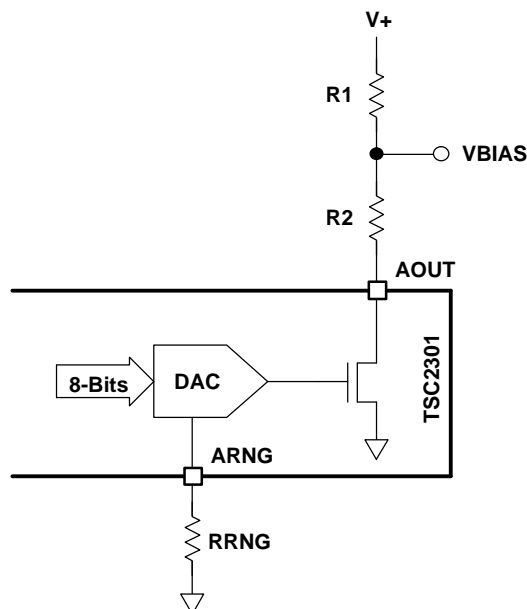 V+
R1
VBIAS
R2
AOUT
TSC2301
8-Bits
DAC
ARNG
RRNG